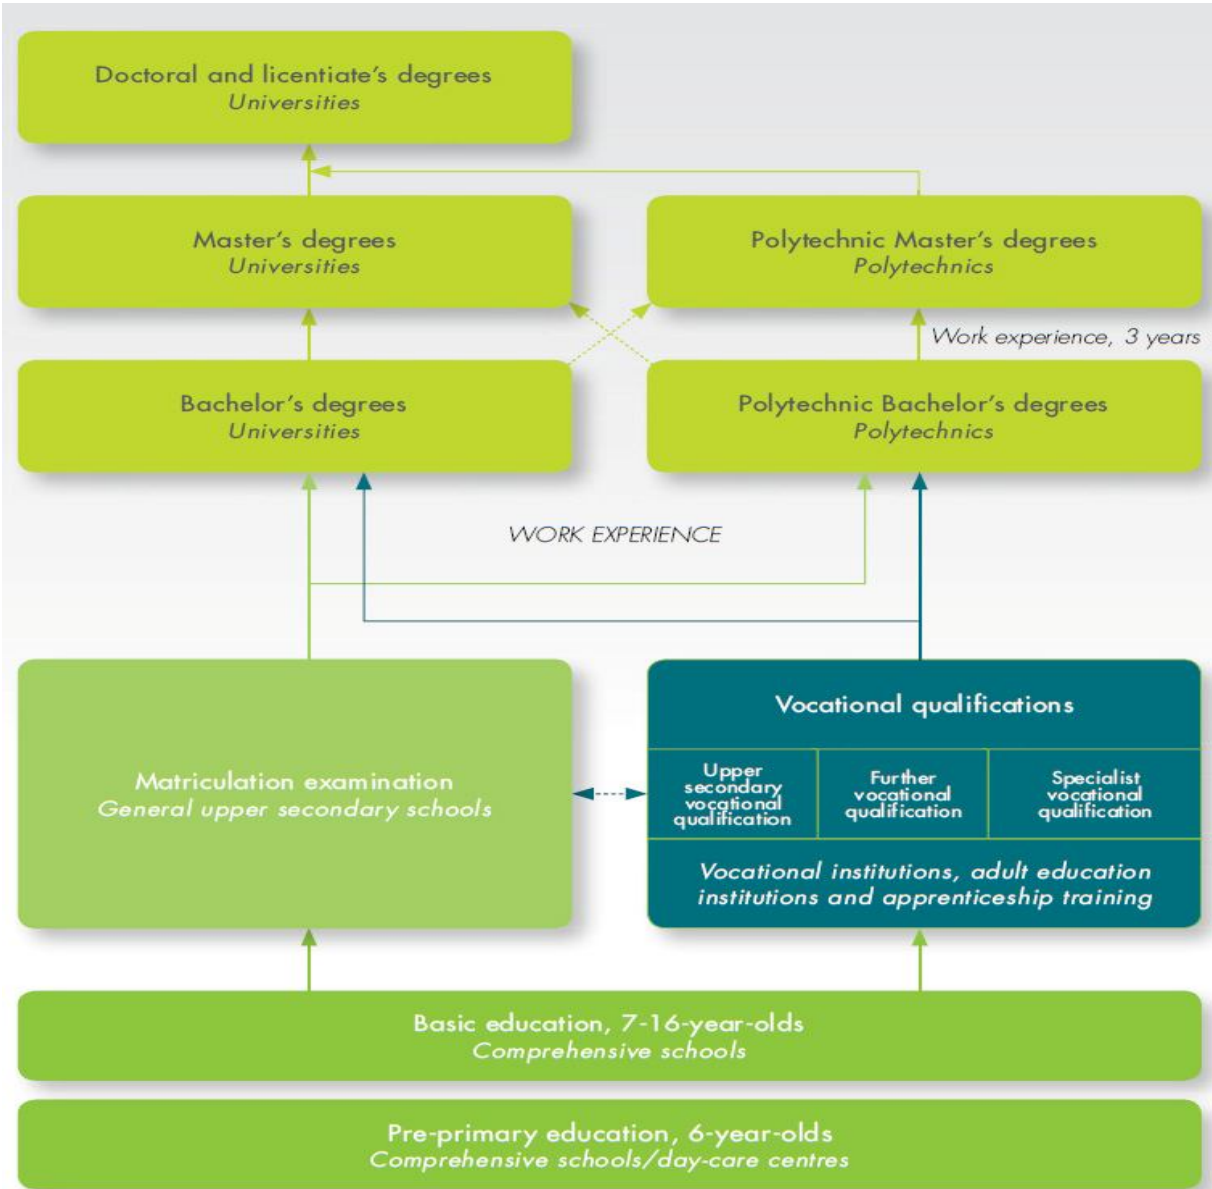 Doctoral and licentiate's degrees
Universities
Master's degrees
Universities
Polytechnic Master's degrees
Polytechnics
Work experience, 3 years
Bachelor's degrees
Universities
Polytechnic Bachelor's degrees
Polytechnics
WORK EXPERIENCE
Matriculation examination
General upper secondary schools
Vocational qualifications
Upper
secondary
vocational
qualification
Further
vocational
qualification
Specialist
vocational
qualification
Vocational institutions, adult education
institutions and apprenticeship training
Basic education, 7-16-year-olds
Comprehensive schools
Pre-primary education, 6-year-olds
Comprehensive schools/day-care centres